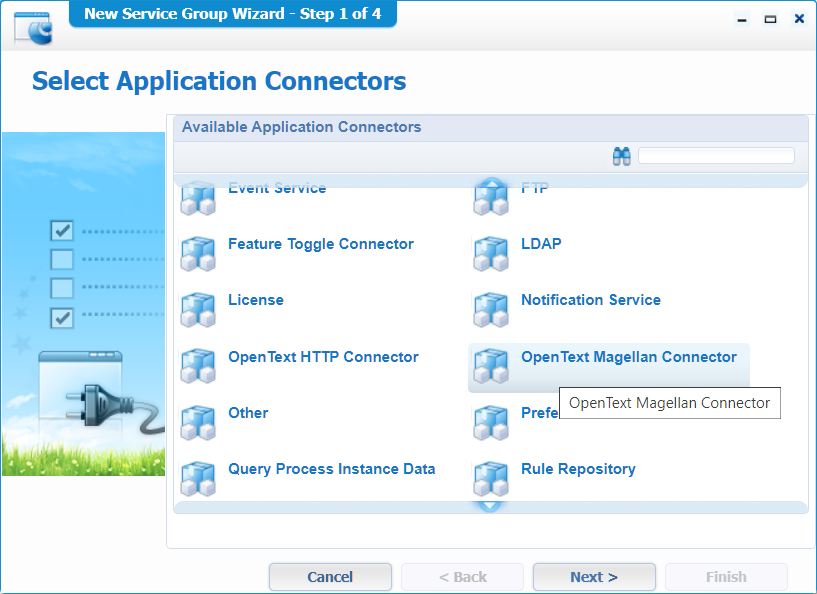 New Service Group Wizard - Step 1 of 4
Select Application Connectors
Available Application Connectors
Event Service
FTP
Feature Toggle Connector
LDAP
License
Notification Service
OpenText HTTP Connector
OpenText Magellan Connector
OpenText Magellan Connector
Other
Query Process Instance Data
Rule Repository
Cancel
< Back
Next >
Finish